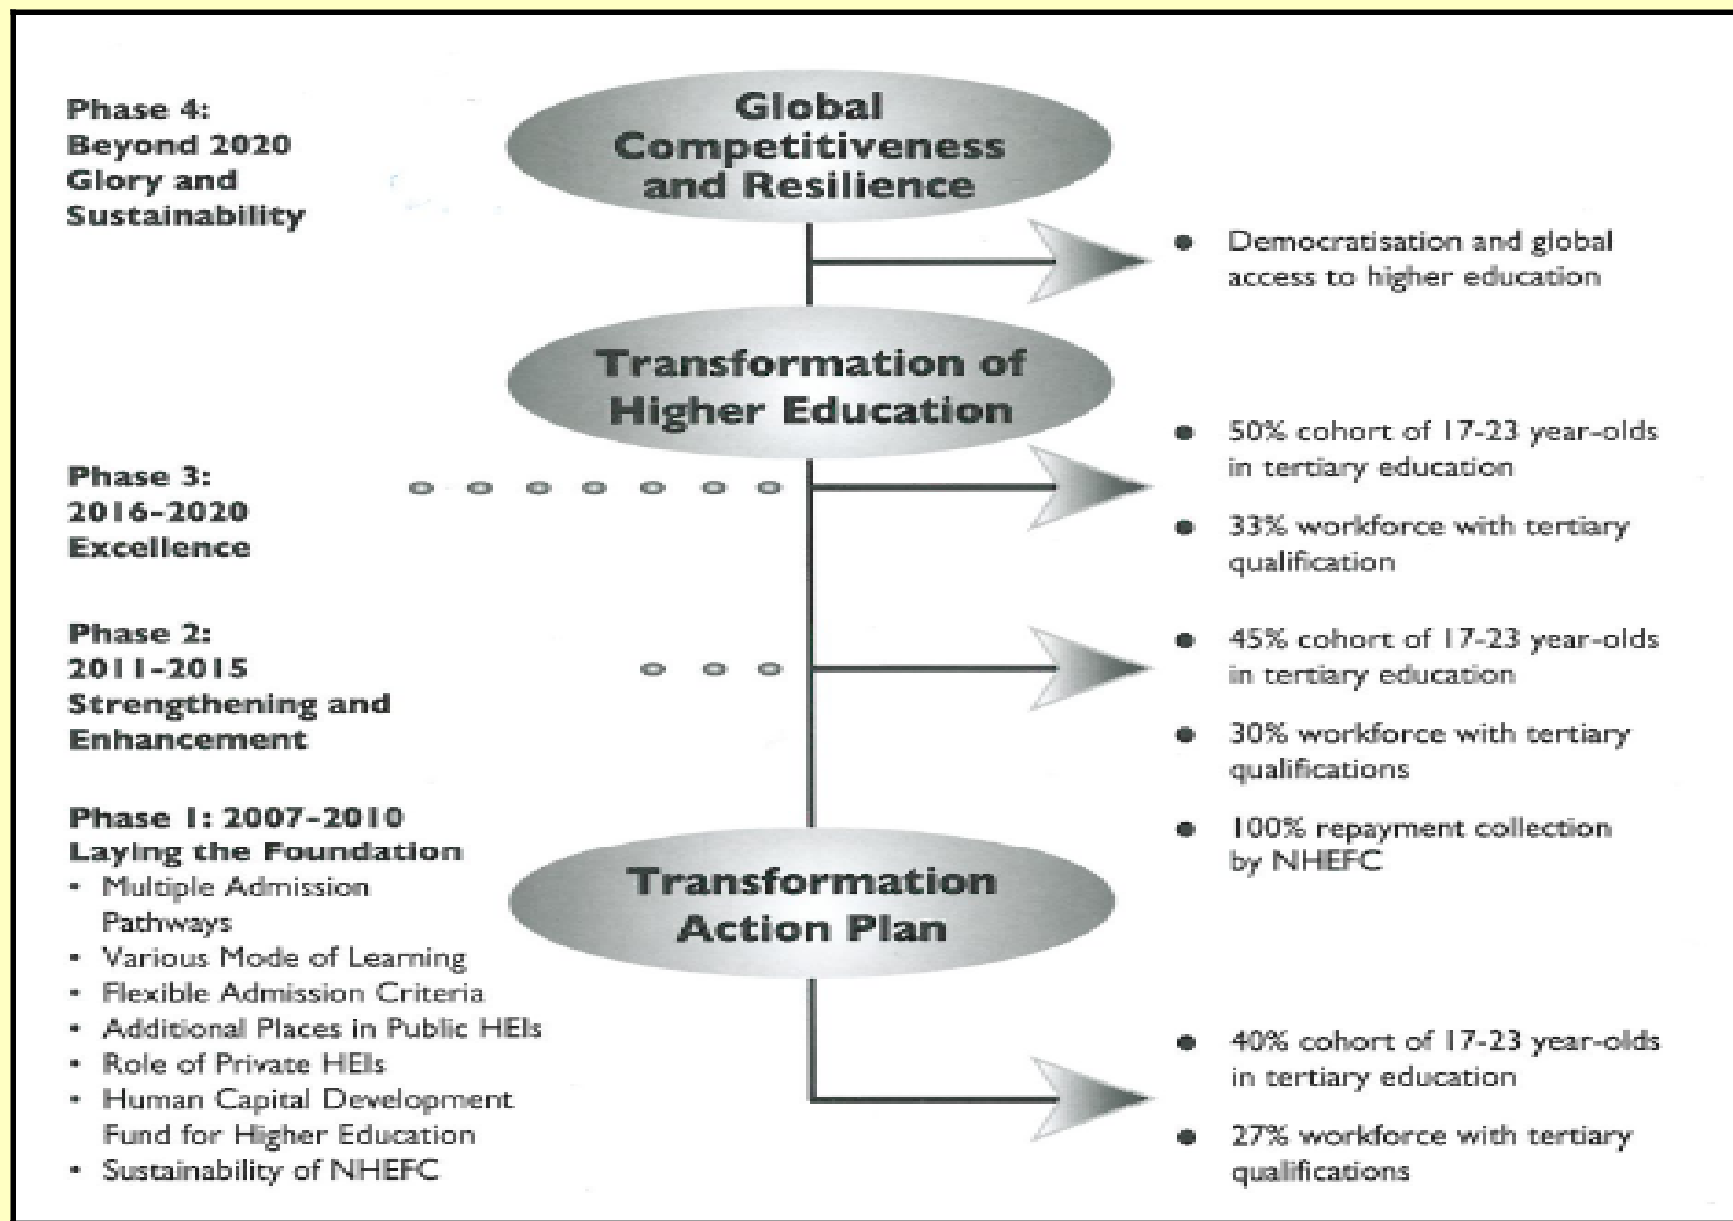 Phase 4:
Beyond 2020
Glory and
Sustainability
Global
Competitiveness
and Resilience
● Democratisation and global
access to higher education
Transformation of
Higher Education
Phase 3:
2016–2020
Excellence
● 50% cohort of 17-23 year-olds
in tertiary education
● 33% workforce with tertiary
qualification
Phase 2:
2011–2015
Strengthening and
Enhancement
● 45% cohort of 17-23 year-olds
in tertiary education
● 30% workforce with tertiary
qualifications
● 100% repayment collection
by NHEFC
Phase 1: 2007–2010
Laying the Foundation
• Multiple Admission
Pathways
• Various Mode of Learning
• Flexible Admission Criteria
• Additional Places in Public HEIs
• Role of Private HEIs
• Human Capital Development
Fund for Higher Education
• Sustainability of NHEFC
Transformation
Action Plan
● 40% cohort of 17-23 year-olds
in tertiary education
● 27% workforce with tertiary
qualifications